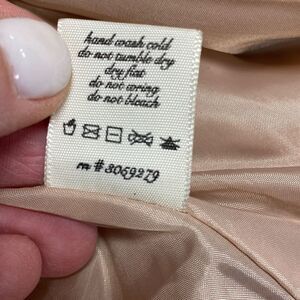 hand wash cold
do not tumble dry
dry flat
do not wring
do not bleach
rn # 3069279